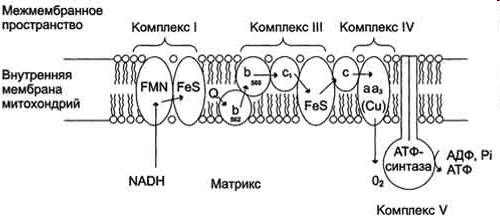 Межмембранное
пространство
Комплекс I
Комплекс III
Комплекс IV
Внутренняя
мембрана
митохондрий
FMN
FeS
Q
b
562
b
566
c₁
FeS
c
aa₃
(Cu)
АТФ-
синтаза
АДФ, Pi
АТФ
NADH
Матрикс
O₂
Комплекс V